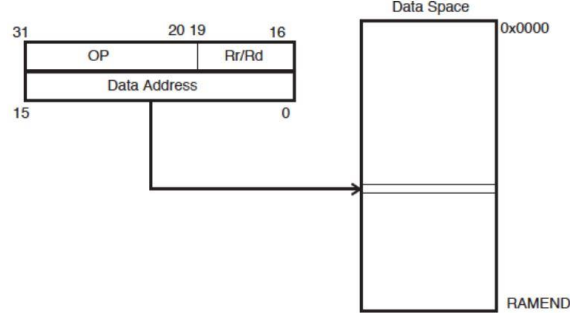 Data Space
31 20 19 16
0x0000
OP Rr/Rd
Data Address
15 0
RAMEND